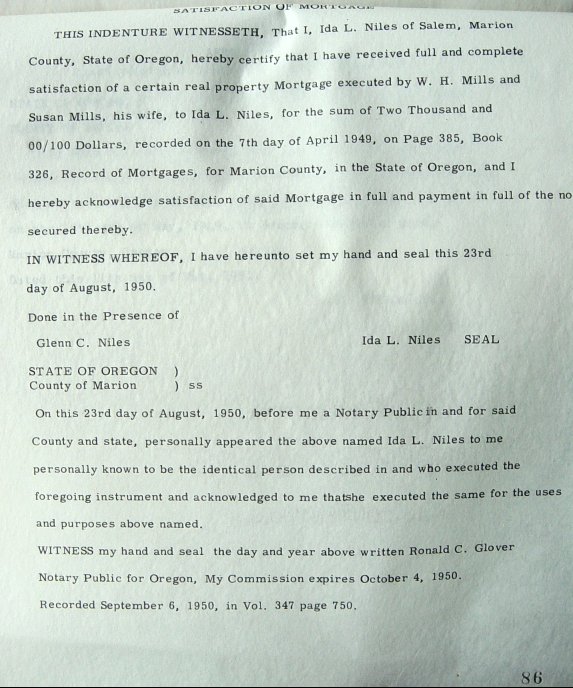 SATISFACTION OF MORTGAGE
THIS INDENTURE WITNESSETH, That I, Ida L. Niles of Salem, Marion
County, State of Oregon, hereby certify that I have received full and complete
satisfaction of a certain real property Mortgage executed by W. H. Mills and
Susan Mills, his wife, to Ida L. Niles, for the sum of Two Thousand and
00/100 Dollars, recorded on the 7th day of April 1949, on Page 385, Book
326, Record of Mortgages, for Marion County, in the State of Oregon, and I
hereby acknowledge satisfaction of said Mortgage in full and payment in full of the no
secured thereby.
IN WITNESS WHEREOF, I have hereunto set my hand and seal this 23rd
day of August, 1950.
Done in the Presence of
Glenn C. Niles Ida L. Niles SEAL
STATE OF OREGON )
County of Marion ) ss
On this 23rd day of August, 1950, before me a Notary Public in and for said
County and state, personally appeared the above named Ida L. Niles to me
personally known to be the identical person described in and who executed the
foregoing instrument and acknowledged to me thatshe executed the same for the uses
and purposes above named.
WITNESS my hand and seal the day and year above written Ronald C. Glover
Notary Public for Oregon, My Commission expires October 4, 1950.
Recorded September 6, 1950, in Vol. 347 page 750.
86